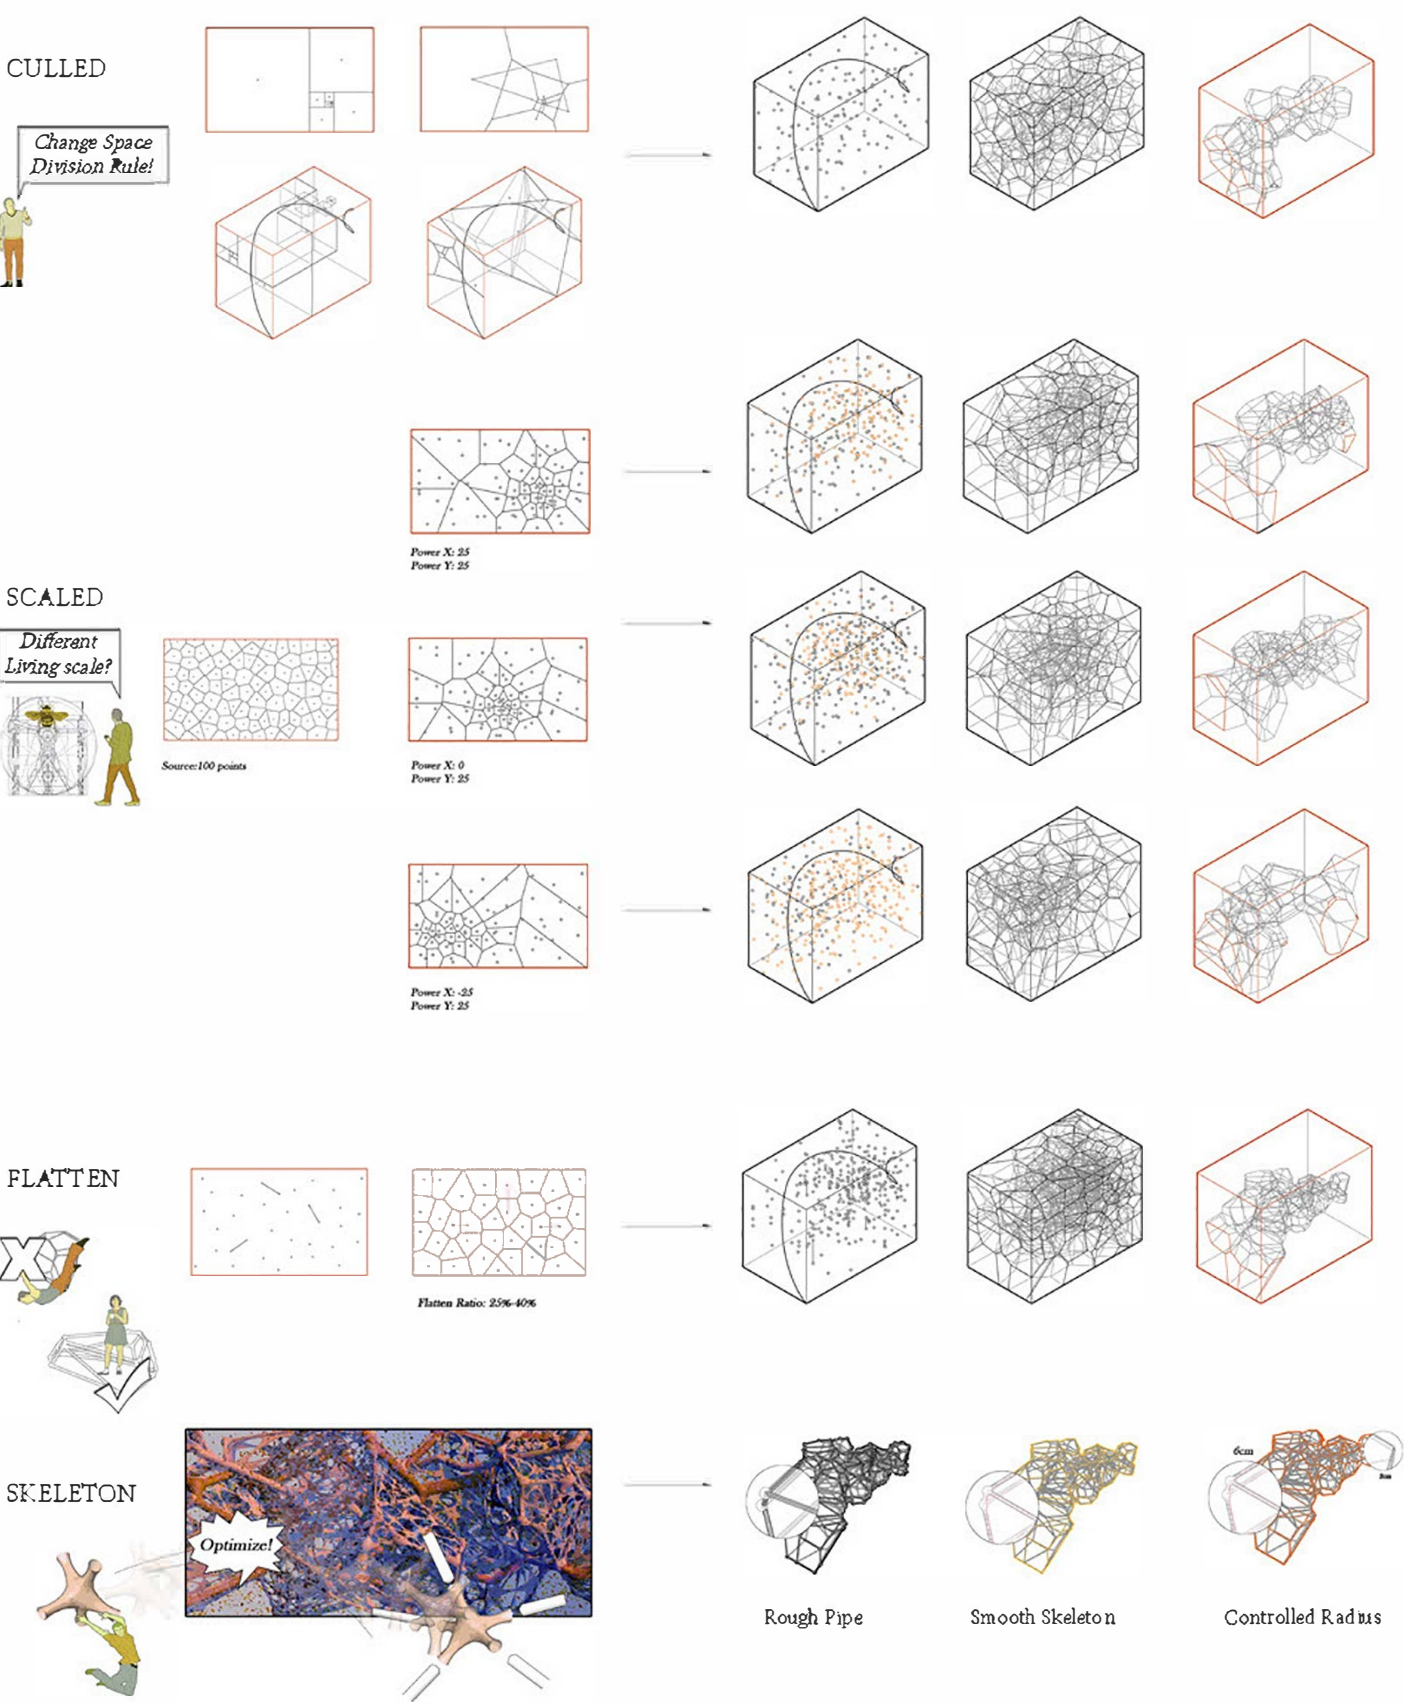 CULLED
Change Space
Division Rule!
Power X: 25
Power Y: 25
SCALED
Different
Living scale?
Source:100 points
Power X: 0
Power Y: 25
Power X: -25
Power Y: 25
FLATTEN
X
Flatten Ratio: 25%-40%
SKELETON
Optimize!
6cm
Rough Pipe
Smooth Skeleton
Controlled Radius